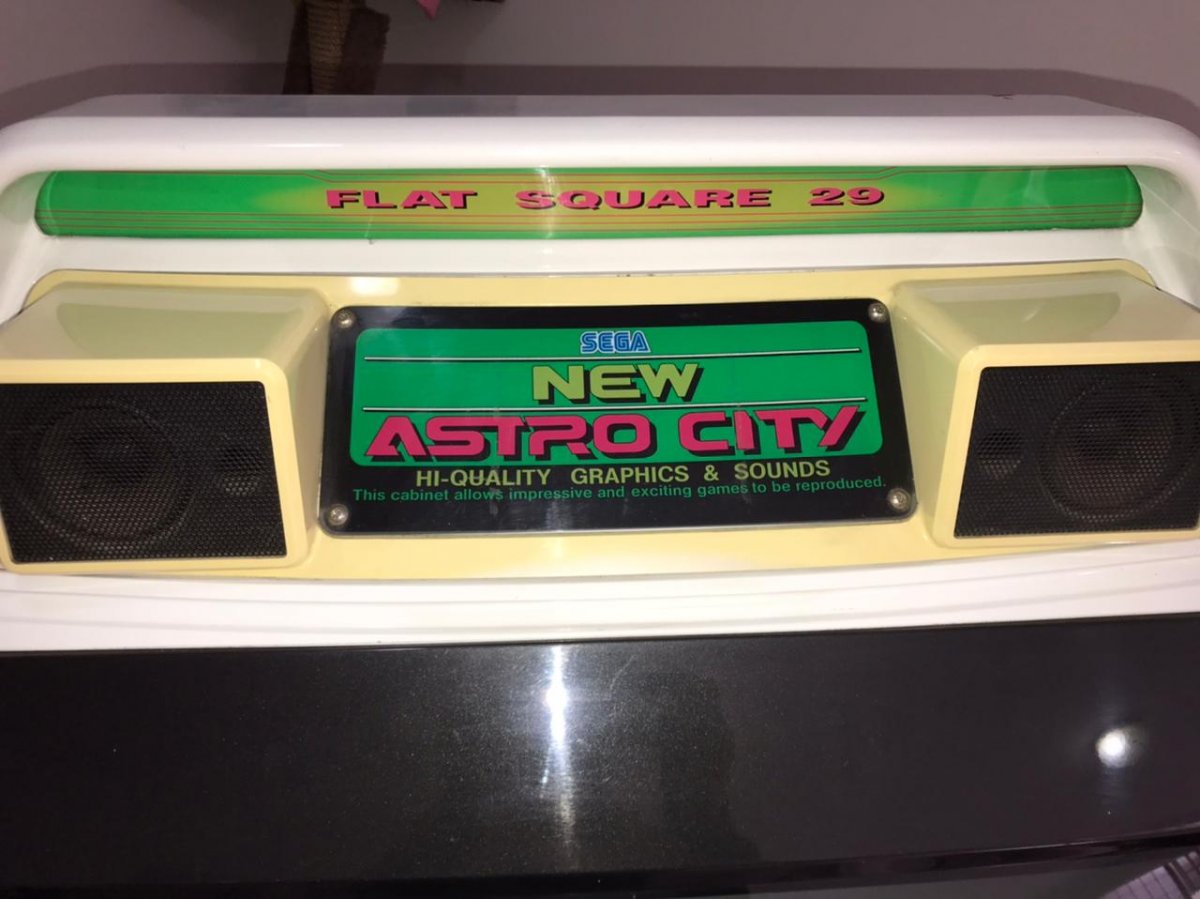 FLAT SQUARE 29
SEGA
NEW
ASTRO CITY
HI-QUALITY GRAPHICS & SOUNDS
This cabinet allows impressive and exciting games to be reproduced.